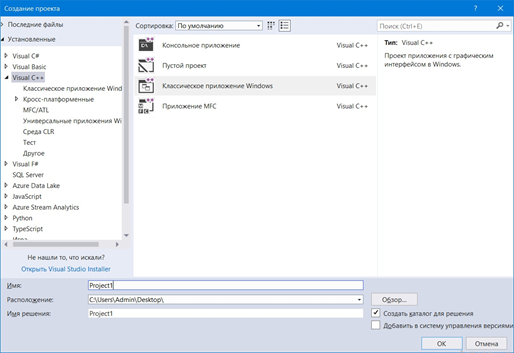 Создание проекта
Последние файлы
Установленные
Visual C#
Visual Basic
Visual C++
Классическое приложение Wind
Кросс-платформенные
MFC/ATL
Универсальные приложения Wi
Среда CLR
Тест
Другое
Visual F#
SQL Server
Azure Data Lake
JavaScript
Azure Stream Analytics
Python
TypeScript
Игра
Не нашли то, что искали?
Открыть Visual Studio Installer
Сортировка: По умолчанию
Консольное приложение Visual C++
Пустой проект Visual C++
Классическое приложение Windows Visual C++
Приложение MFC Visual C++
Поиск (Ctrl+E)
Тип: Visual C++
Проект приложения с графическим
интерфейсом в Windows.
Имя: Project1
Расположение: C:\Users\Admin\Desktop\ Обзор...
Имя решения: Project1
Создать каталог для решения
Добавить в систему управления версиями
ОК Отмена